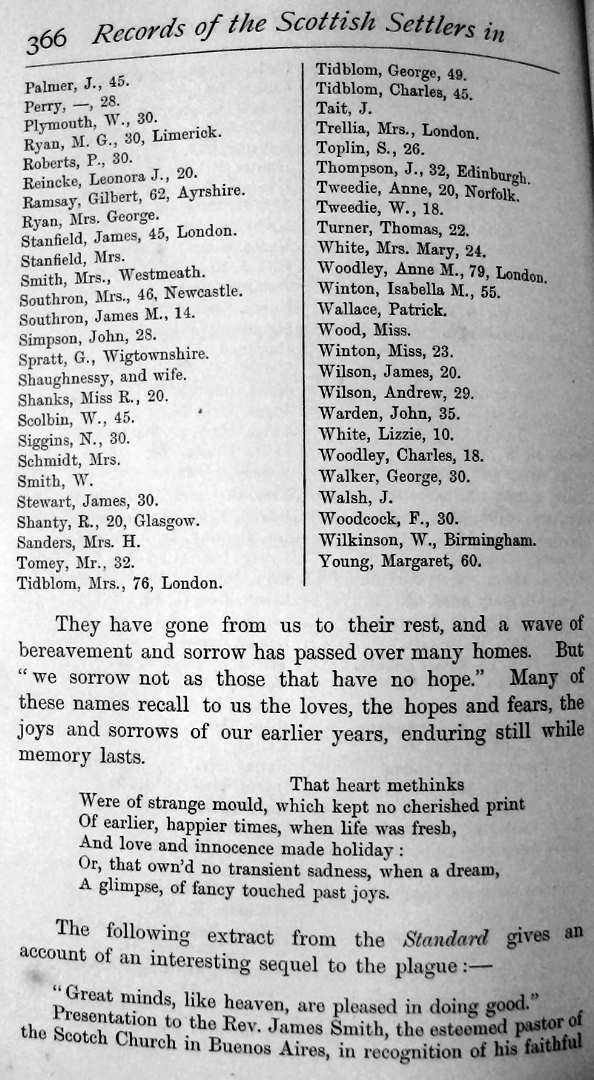 366 Records of the Scottish Settlers in
Palmer, J., 45.
Perry, —, 28.
Plymouth, W., 30.
Ryan, M. G., 30, Limerick.
Roberts, P., 30.
Reincke, Leonora J., 20.
Ramsay, Gilbert, 62, Ayrshire.
Ryan, Mrs. George.
Stanfield, James, 45, London.
Stanfield, Mrs.
Smith, Mrs., Westmeath.
Southron, Mrs., 46, Newcastle.
Southron, James M., 14.
Simpson, John, 28.
Spratt, G., Wigtownshire.
Shaughnessy, and wife.
Shanks, Miss R., 20.
Scolbin, W., 45.
Siggins, N., 30.
Schmidt, Mrs.
Smith, W.
Stewart, James, 30.
Shanty, R., 20, Glasgow.
Sanders, Mrs. H.
Tomey, Mr., 32.
Tidblom, Mrs., 76, London.
Tidblom, George, 49.
Tidblom, Charles, 45.
Tait, J.
Trellia, Mrs., London.
Toplin, S., 26.
Thompson, J., 32, Edinburgh.
Tweedie, Anne, 20, Norfolk.
Tweedie, W., 18.
Turner, Thomas, 22.
White, Mrs. Mary, 24.
Woodley, Anne M., 79, London.
Winton, Isabella M., 55.
Wallace, Patrick.
Wood, Miss.
Winton, Miss, 23.
Wilson, James, 20.
Wilson, Andrew, 29.
Warden, John, 35.
White, Lizzie, 10.
Woodley, Charles, 18.
Walker, George, 30.
Walsh, J.
Woodcock, F., 30.
Wilkinson, W., Birmingham.
Young, Margaret, 60.
They have gone from us to their rest, and a wave of
bereavement and sorrow has passed over many homes. But
"we sorrow not as those that have no hope." Many of
these names recall to us the loves, the hopes and fears, the
joys and sorrows of our earlier years, enduring still while
memory lasts.
That heart methinks
Were of strange mould, which kept no cherished print
Of earlier, happier times, when life was fresh,
And love and innocence made holiday :
Or, that own'd no transient sadness, when a dream,
A glimpse, of fancy touched past joys.
The following extract from the Standard gives an
account of an interesting sequel to the plague :—
"Great minds, like heaven, are pleased in doing good."
Presentation to the Rev. James Smith, the esteemed pastor of
the Scotch Church in Buenos Aires, in recognition of his faithful